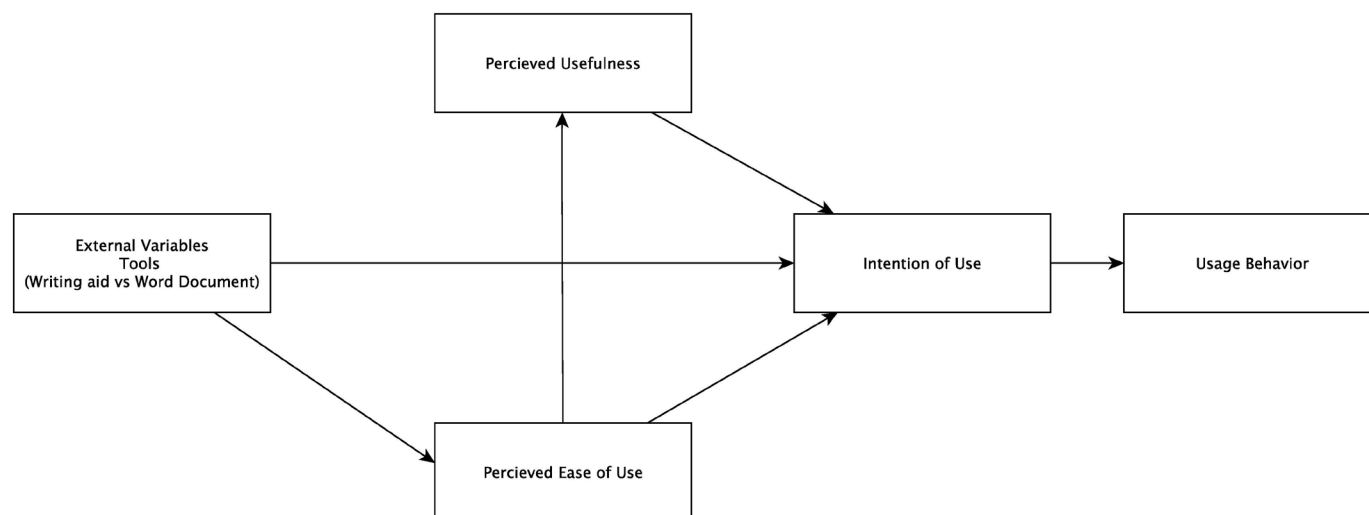 Percieved Usefulness
External Variables
Tools
(Writing aid vs Word Document)
Intention of Use
Usage Behavior
Percieved Ease of Use